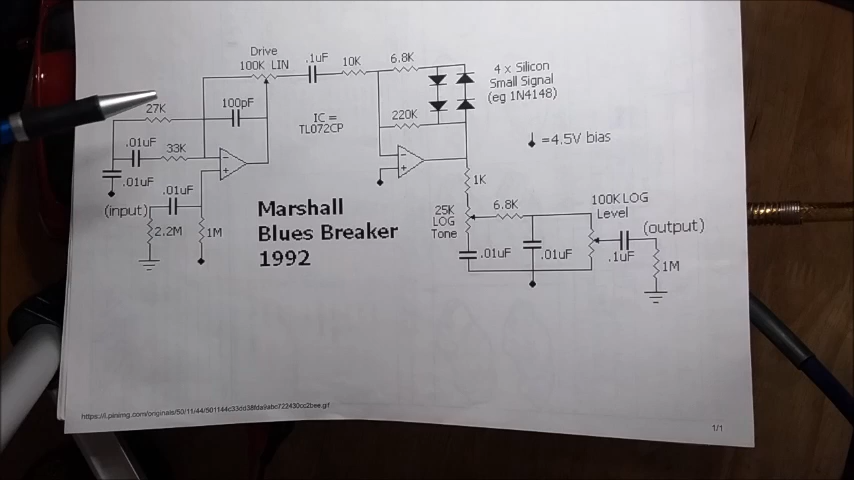 Drive
100K LIN
.1uF
10K
6.8K
4 x Silicon
Small Signal
(eg 1N4148)
27K
100pF
IC =
TL072CP
220K
.01uF
33K
=4.5V bias
.01uF
.01uF
(input)
2.2M
1M
Marshall
Blues Breaker
1992
1K
25K
LOG
Tone
6.8K
100K LOG
Level
(output)
.01uF
.01uF
.1uF
1M
1/1